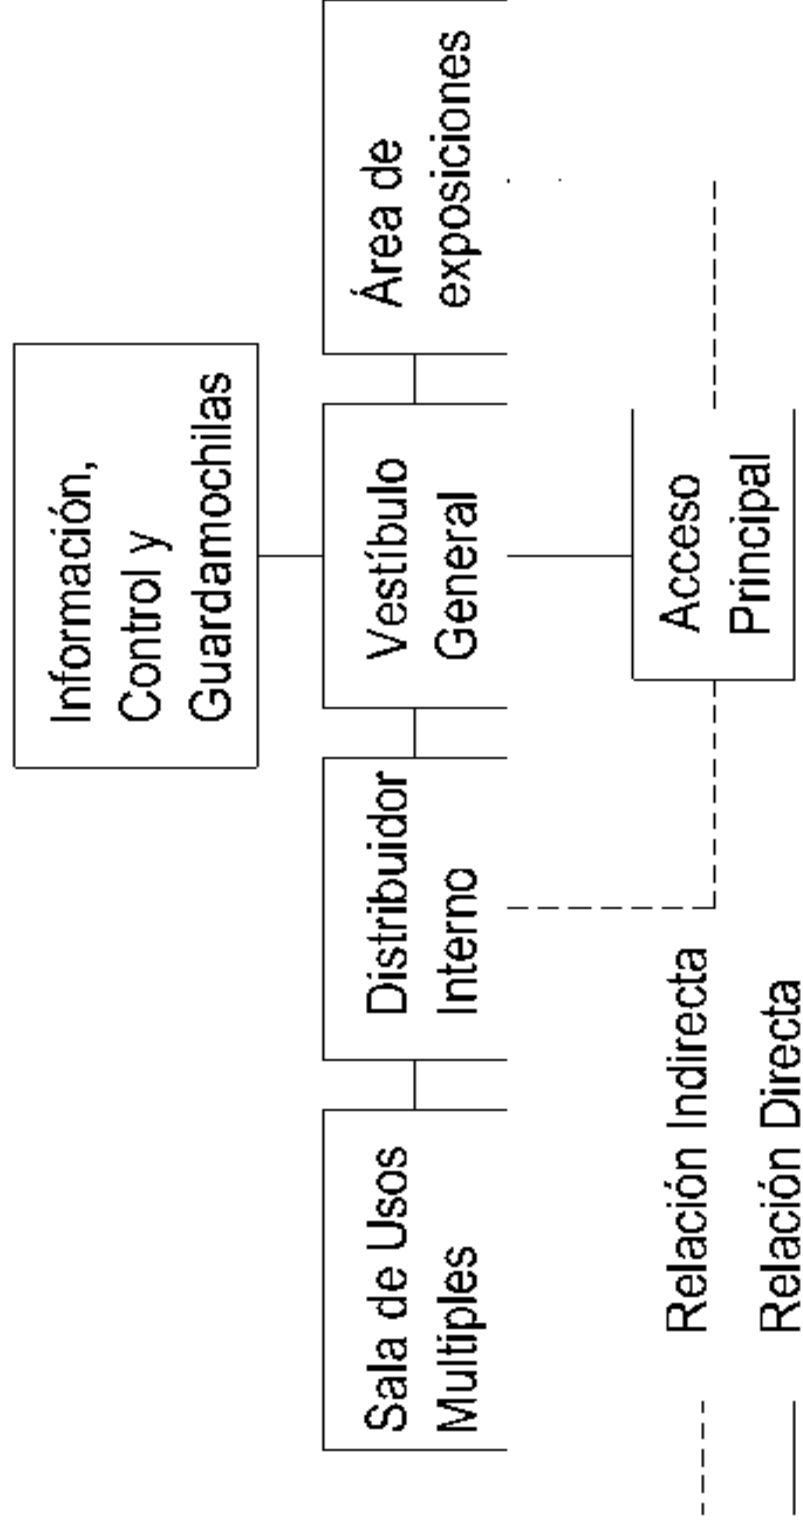 Información,
Control y
Guardamochilas
Sala de Usos
Multiples
Distribuidor
Interno
Vestíbulo
General
Área de
exposiciones
Acceso
Principal
Relación Indirecta
Relación Directa